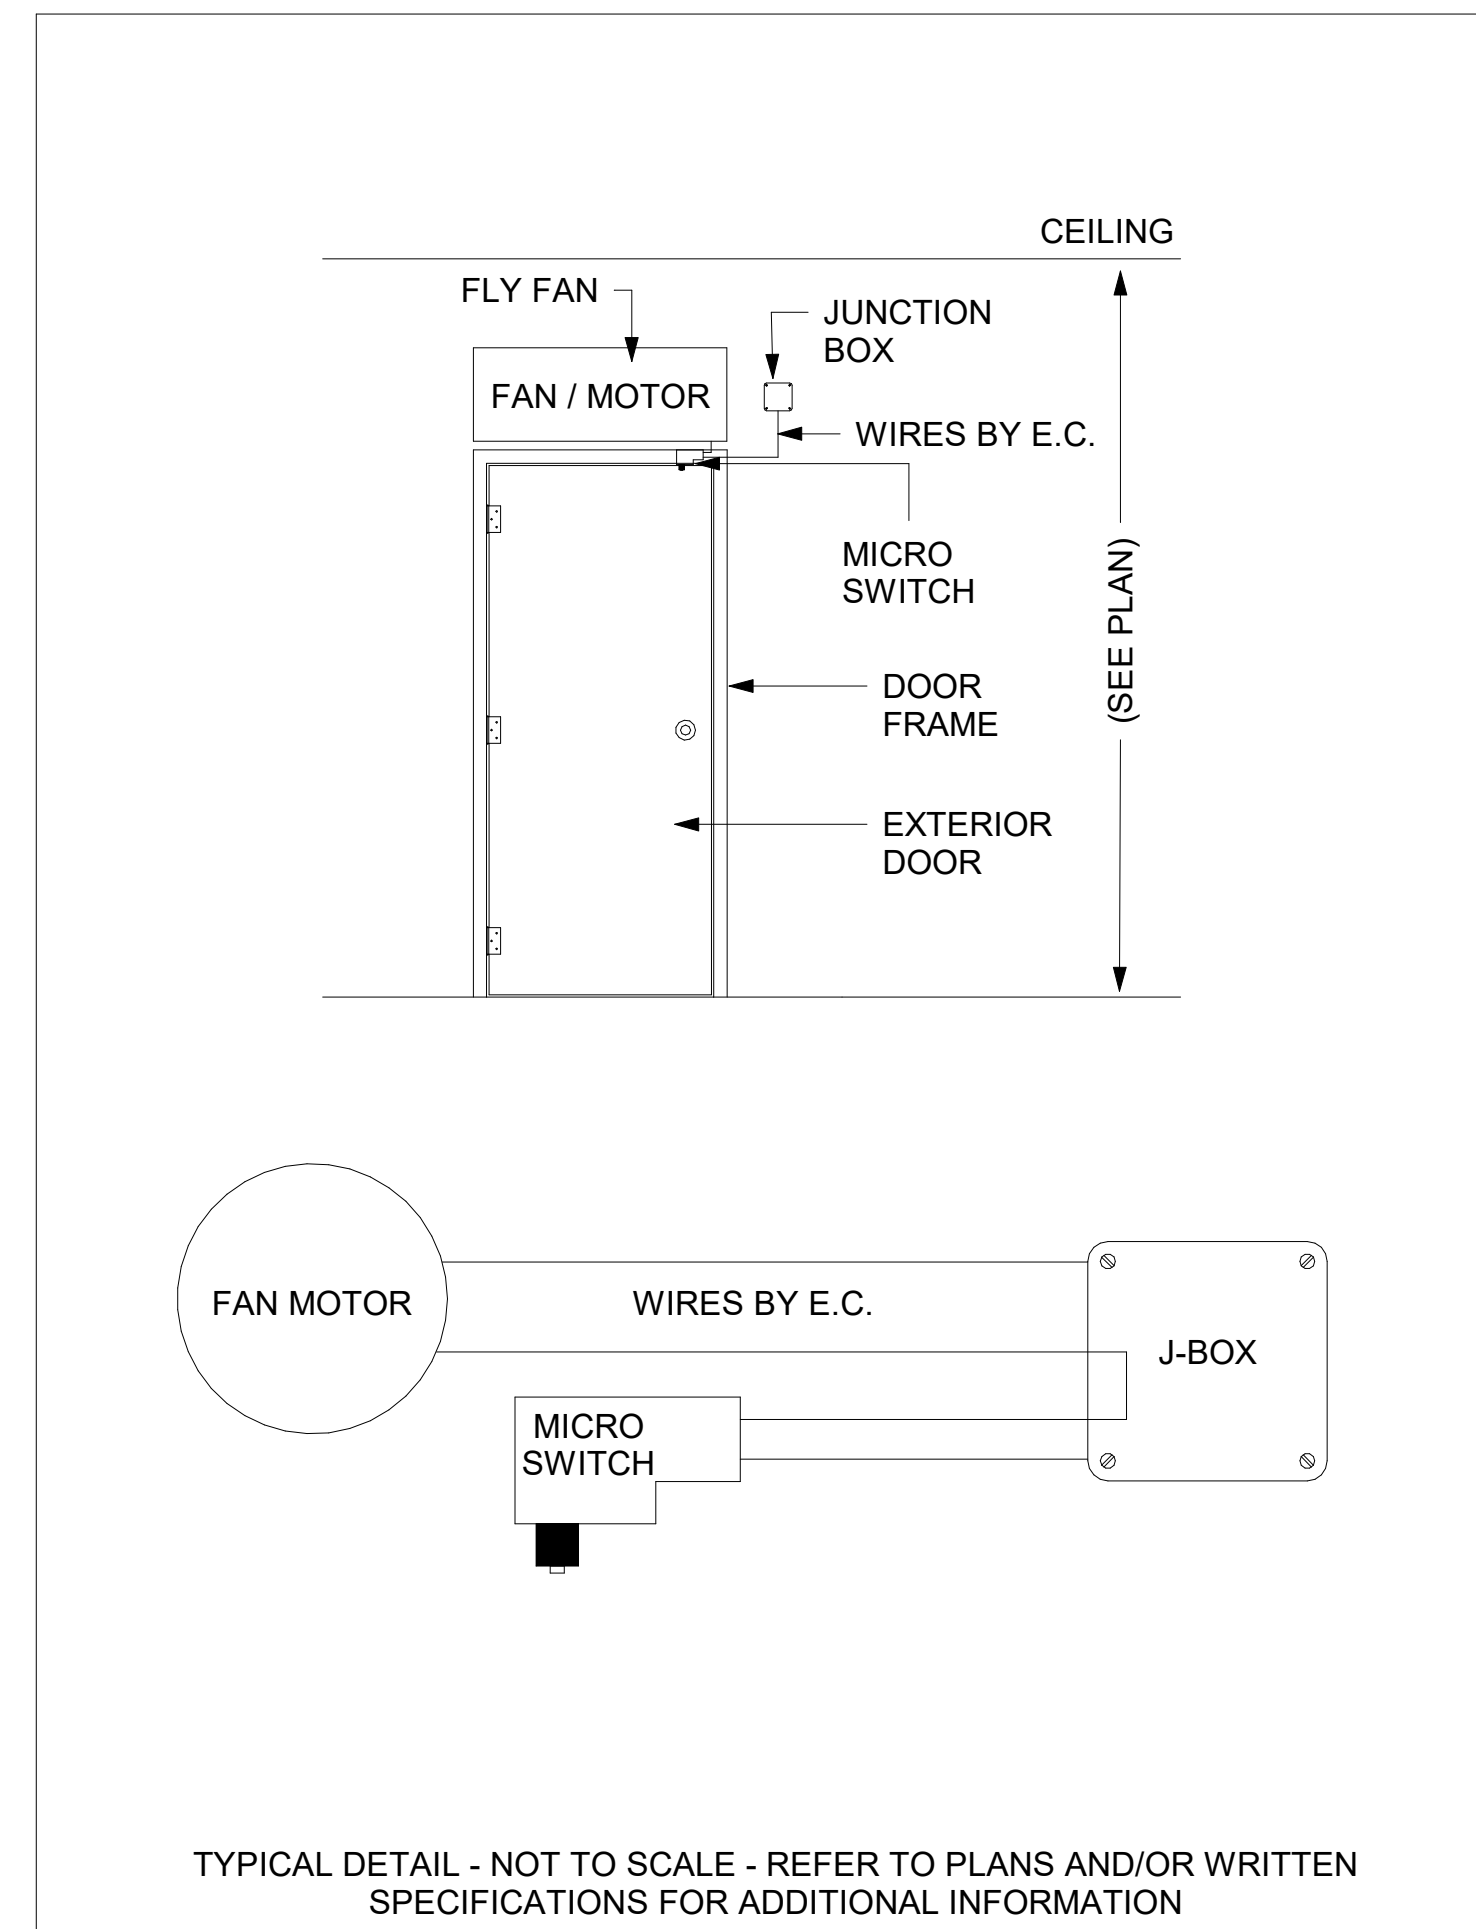 CEILING
FLY FAN
JUNCTION
BOX
FAN / MOTOR
WIRES BY E.C.
MICRO
SWITCH
(SEE PLAN)
DOOR
FRAME
EXTERIOR
DOOR
FAN MOTOR
WIRES BY E.C.
J-BOX
MICRO
SWITCH
TYPICAL DETAIL - NOT TO SCALE - REFER TO PLANS AND/OR WRITTEN
SPECIFICATIONS FOR ADDITIONAL INFORMATION